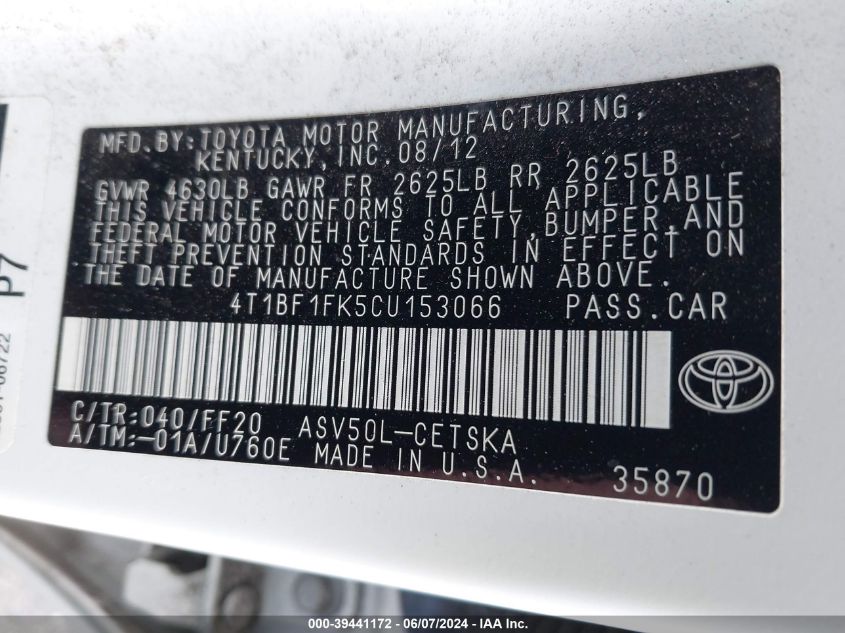 MFD.BY:TOYOTA MOTOR MANUFACTURING,
KENTUCKY,INC.08/12
GVWR 4630LB GAWR FR 2625LB RR 2625LB
THIS VEHICLE CONFORMS TO ALL APPLICABLE
FEDERAL MOTOR VEHICLE SAFETY,BUMPER,AND
THEFT PREVENTION STANDARDS IN EFFECT ON
THE DATE OF MANUFACTURE SHOWN ABOVE.
4T1BF1FK5CU153066 PASS.CAR
C/TR:040/FF20 ASV50L-CETSKA
A/TM:-01A/U760E MADE IN U.S.A. 35870
P7
000-39441172 - 06/07/2024 - IAA, Inc.